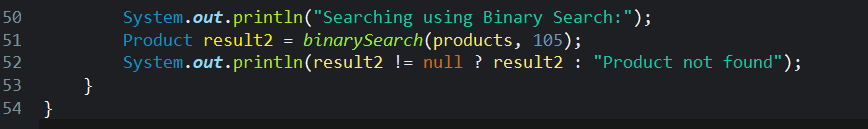 50 System.out.println("Searching using Binary Search:");
51 Product result2 = binarySearch(products, 105);
52 System.out.println(result2 != null ? result2 : "Product not found");
53 }
54 }